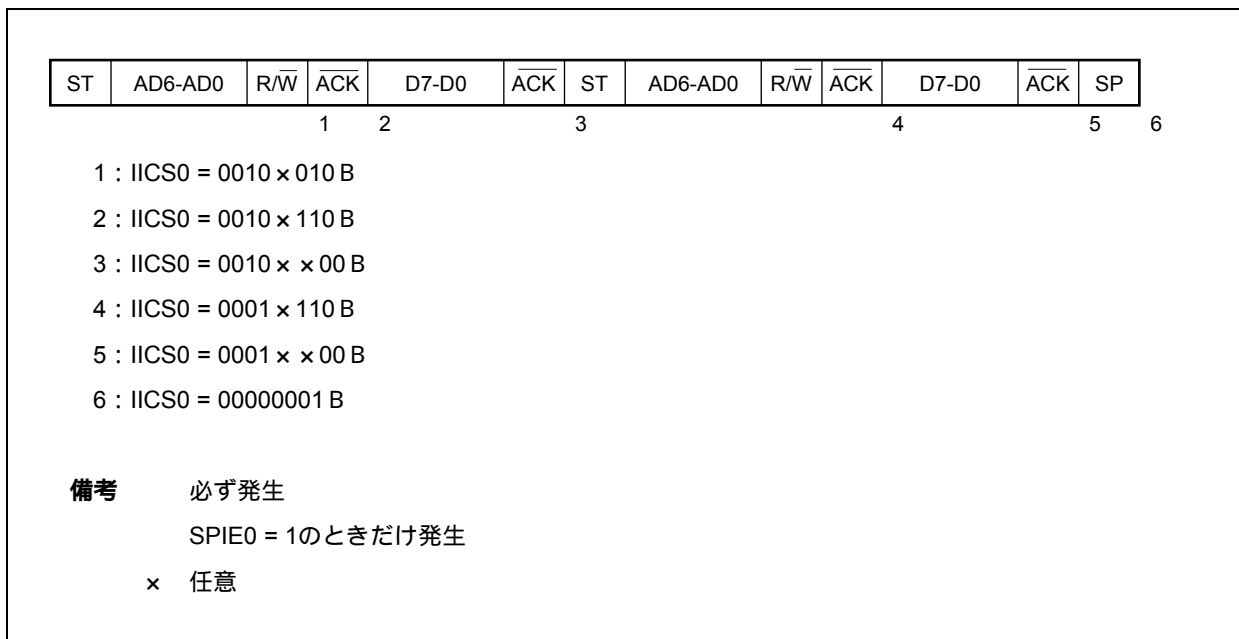 ST AD6-AD0 R/W ACK D7-D0 ACK ST AD6-AD0 R/W ACK D7-D0 ACK SP
1 2 3 4 5 6
1 : IICS0 = 0010×010 B
2 : IICS0 = 0010×110 B
3 : IICS0 = 0010× ×00 B
4 : IICS0 = 0001×110 B
5 : IICS0 = 0001× ×00 B
6 : IICS0 = 00000001 B
備考 必ず発生
SPIE0 = 1のときだけ発生
× 任意